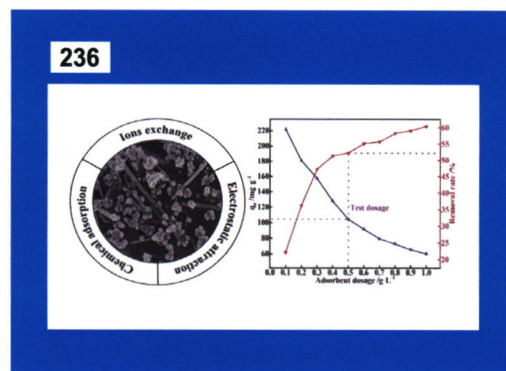 236
Ions exchange
Chemical adsorption
Electrostatic attraction
220
200
180
160
140
120
100
80
60
/mg g⁻¹
Test dosage
60
55
50
45
40
35
30
25
20
Removal rate /%
0.0 0.1 0.2 0.3 0.4 0.5 0.6 0.7 0.8 0.9 1.0
Adsorbent dosage /g L⁻¹